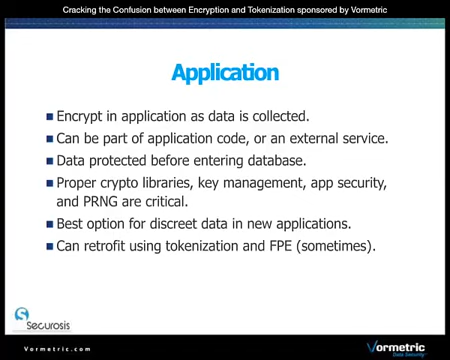 Cracking the Confusion between Encryption and Tokenization sponsored by Vormetric
Application
Encrypt in application as data is collected.
Can be part of application code, or an external service.
Data protected before entering database.
Proper crypto libraries, key management, app security,
and PRNG are critical.
Best option for discreet data in new applications.
Can retrofit using tokenization and FPE (sometimes).
Securosis
Vormetric.com
Vormetric
Data Security